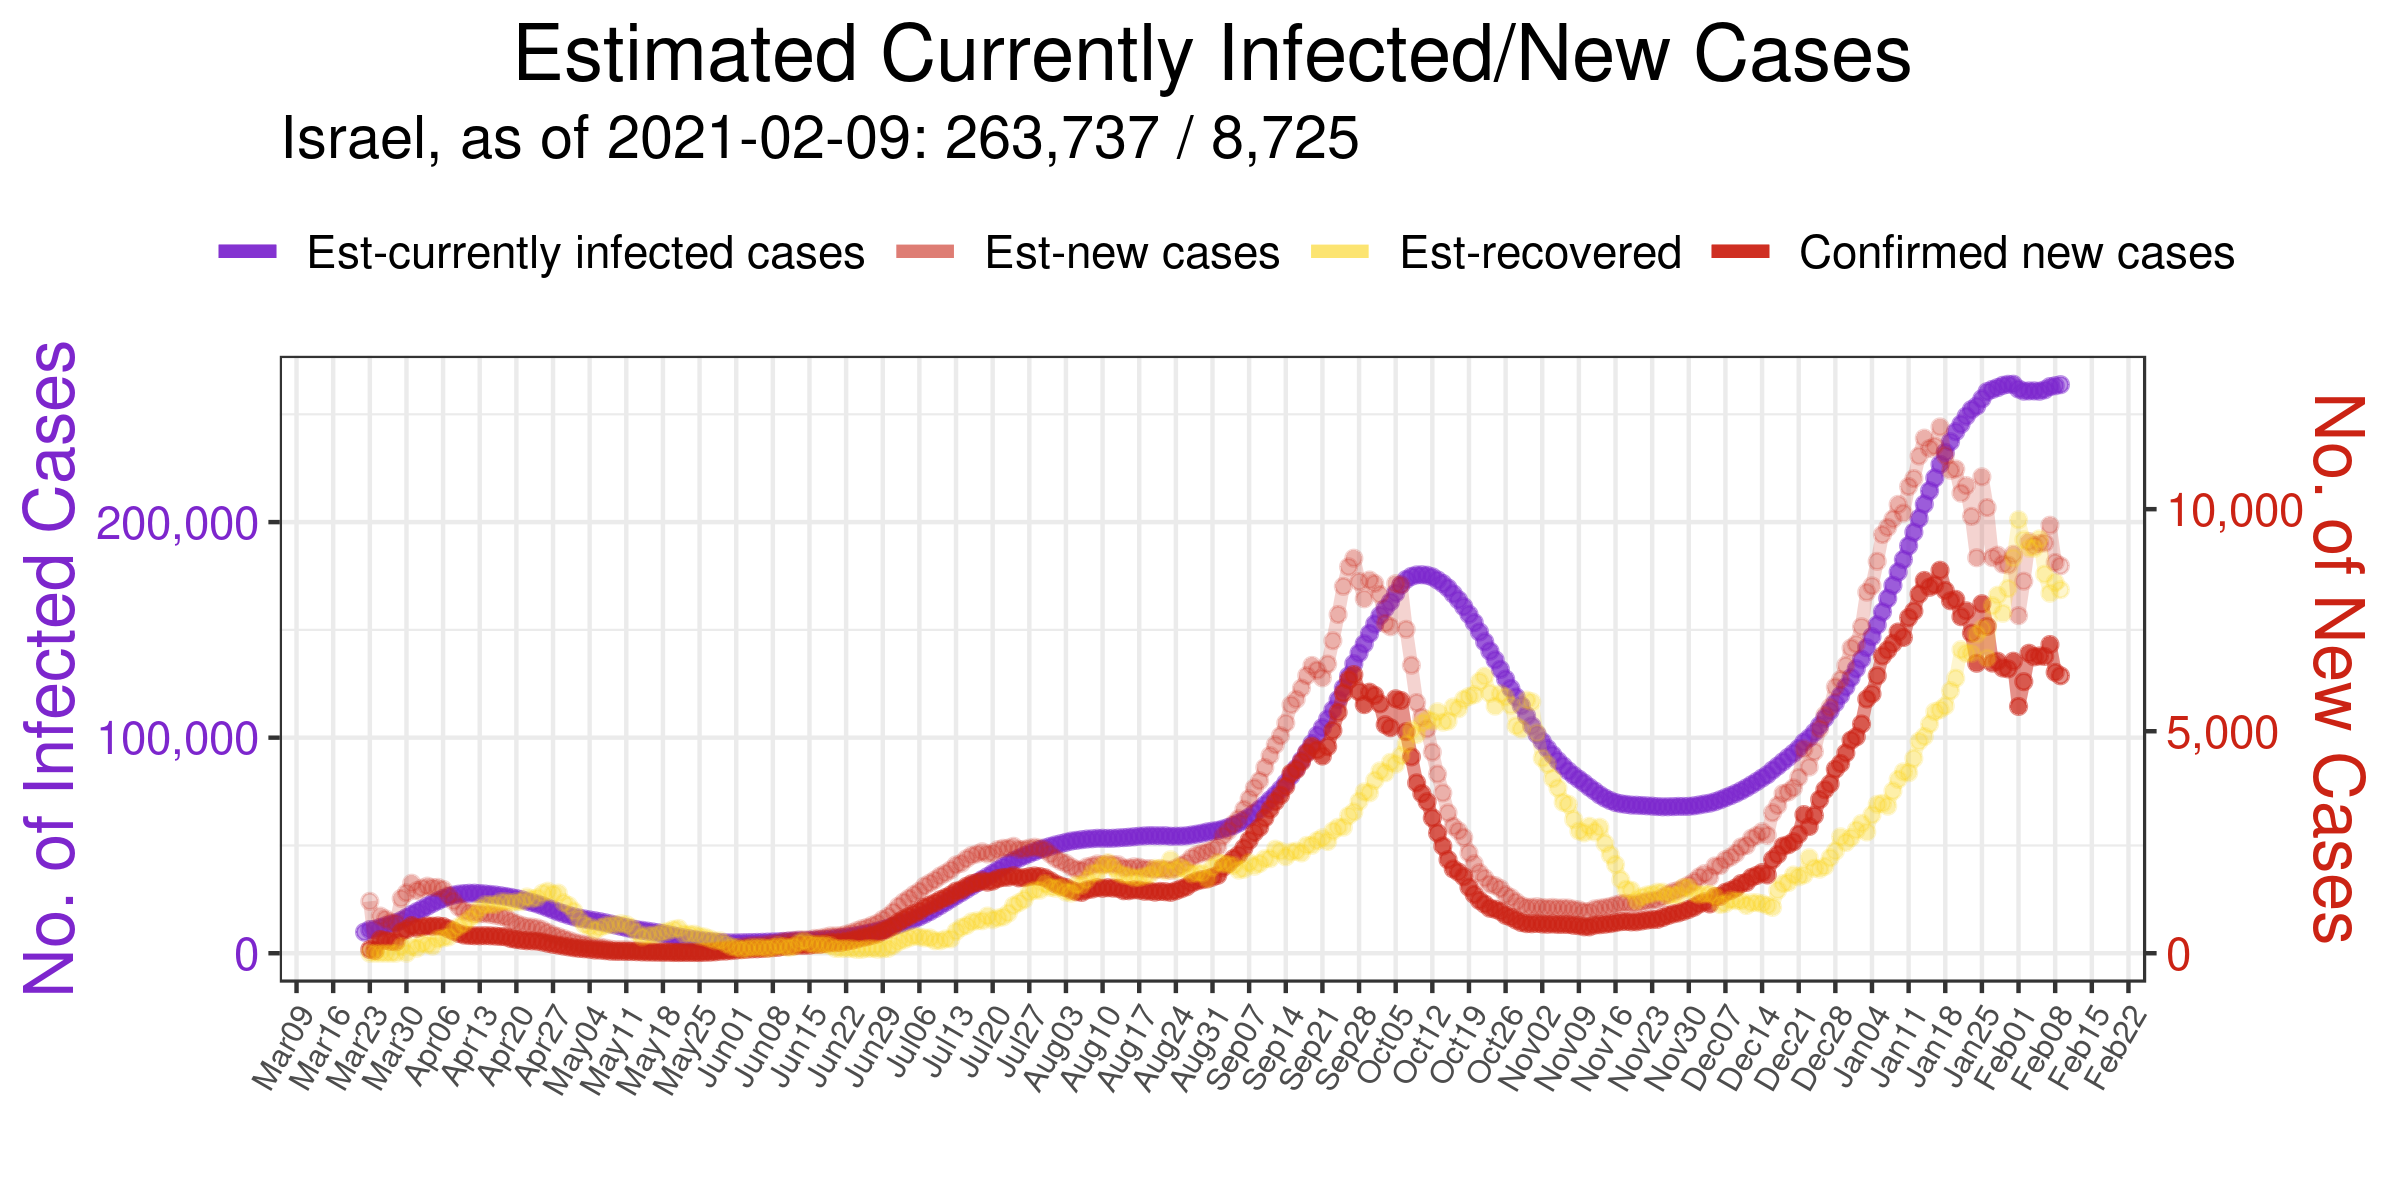 Estimated Currently Infected/New Cases
Israel, as of 2021-02-09: 263,737 / 8,725
Est-currently infected cases Est-new cases Est-recovered Confirmed new cases
No. of Infected Cases
200,000
100,000
0
10,000
5,000
0
No. of New Cases
Mar09 Mar16 Mar23 Mar30 Apr06 Apr13 Apr20 Apr27 May04 May11 May18 May25 Jun01 Jun08 Jun15 Jun22 Jun29 Jul06 Jul13 Jul20 Jul27 Aug03 Aug10 Aug17 Aug24 Aug31 Sep07 Sep14 Sep21 Sep28 Oct05 Oct12 Oct19 Oct26 Nov02 Nov09 Nov16 Nov23 Nov30 Dec07 Dec14 Dec21 Dec28 Jan04 Jan11 Jan18 Jan25 Feb01 Feb08 Feb15 Feb22